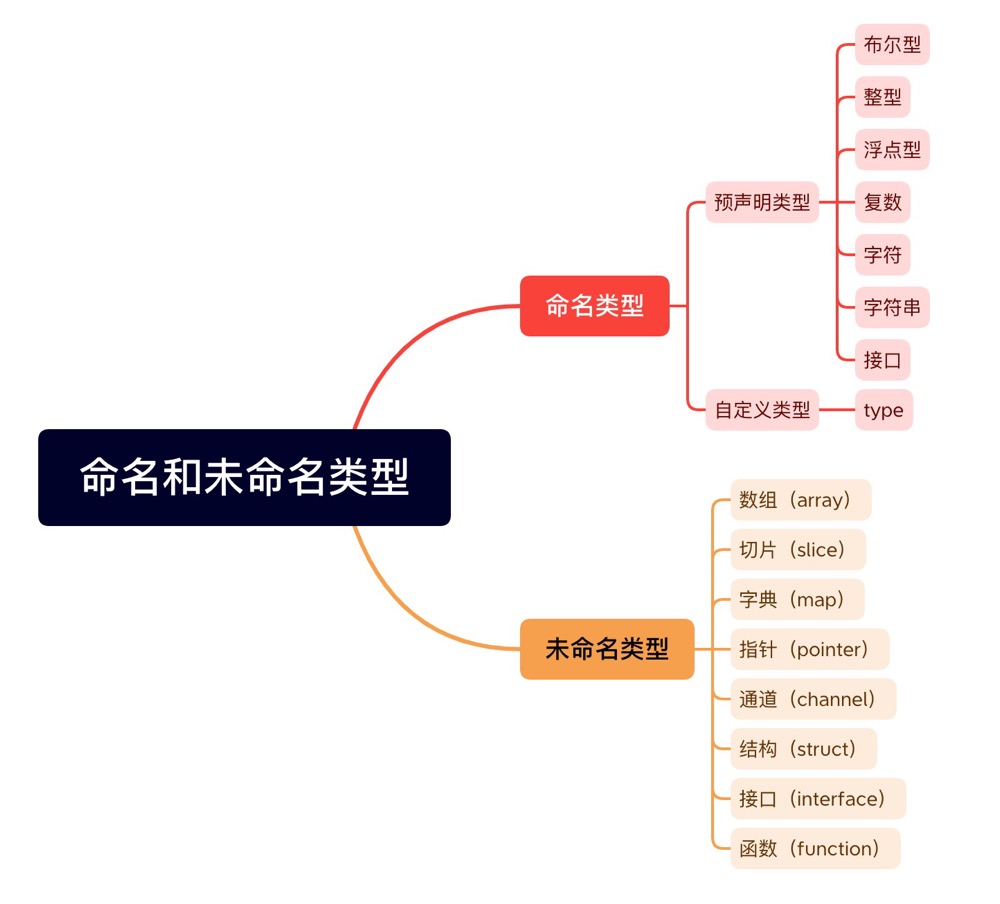 命名和未命名类型
命名类型
预声明类型
布尔型
整型
浮点型
复数
字符
字符串
接口
自定义类型
type
未命名类型
数组（array）
切片（slice）
字典（map）
指针（pointer）
通道（channel）
结构（struct）
接口（interface）
函数（function）